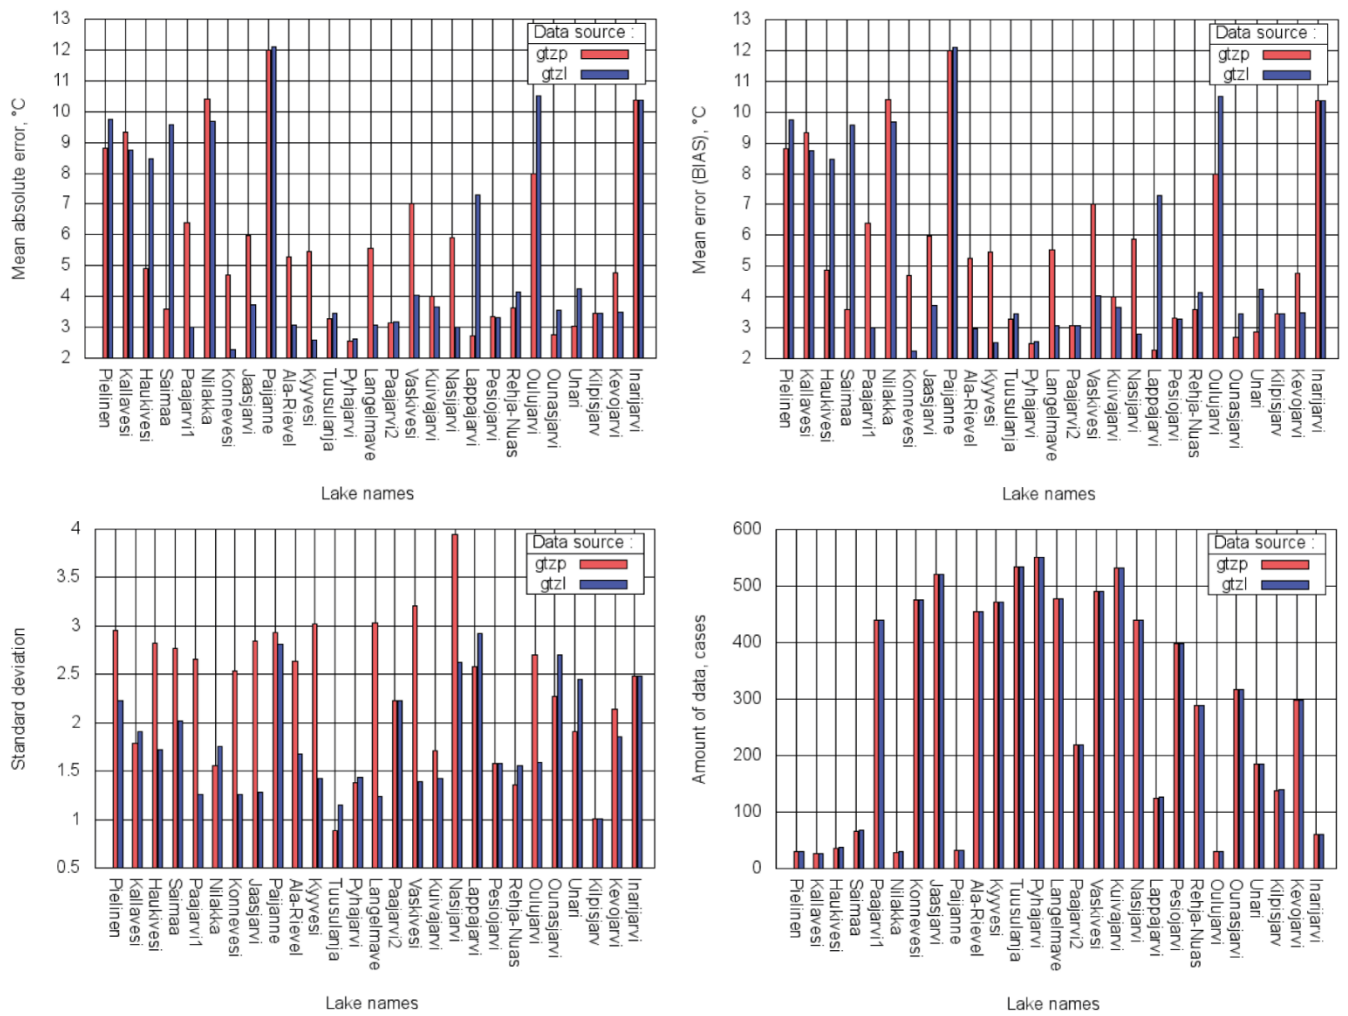 13
12
11
10
9
8
7
6
5
4
3
2
Mean absolute error, °C
Data source :
gtzp
gtzl
Pielinen
Kallavesi
Haukivesi
Saimaa
Paajarvi1
Nilakka
Konnevesi
Jaasjarvi
Paijanne
Ala-Rievel
Kyyvesi
Tuusulanja
Pyhajarvi
Langelmave
Paajarvi2
Vaskivesi
Kuivajarvi
Nasijarvi
Lappajarvi
Pesiojarvi
Rehja-Nuas
Oulujarvi
Ounasjarvi
Unari
Kilpisjarv
Kevojarvi
Inarijarvi
Lake names
13
12
11
10
9
8
7
6
5
4
3
2
Mean error (BIAS), °C
Data source :
gtzp
gtzl
Pielinen
Kallavesi
Haukivesi
Saimaa
Paajarvi1
Nilakka
Konnevesi
Jaasjarvi
Paijanne
Ala-Rievel
Kyyvesi
Tuusulanja
Pyhajarvi
Langelmave
Paajarvi2
Vaskivesi
Kuivajarvi
Nasijarvi
Lappajarvi
Pesiojarvi
Rehja-Nuas
Oulujarvi
Ounasjarvi
Unari
Kilpisjarv
Kevojarvi
Inarijarvi
Lake names
4
3.5
3
2.5
2
1.5
1
0.5
Standard deviation
Data source :
gtzp
gtzl
Pielinen
Kallavesi
Haukivesi
Saimaa
Paajarvi1
Nilakka
Konnevesi
Jaasjarvi
Paijanne
Ala-Rievel
Kyyvesi
Tuusulanja
Pyhajarvi
Langelmave
Paajarvi2
Vaskivesi
Kuivajarvi
Nasijarvi
Lappajarvi
Pesiojarvi
Rehja-Nuas
Oulujarvi
Ounasjarvi
Unari
Kilpisjarv
Kevojarvi
Inarijarvi
Lake names
600
500
400
300
200
100
0
Amount of data, cases
Data source :
gtzp
gtzl
Pielinen
Kallavesi
Haukivesi
Saimaa
Paajarvi1
Nilakka
Konnevesi
Jaasjarvi
Paijanne
Ala-Rievel
Kyyvesi
Tuusulanja
Pyhajarvi
Langelmave
Paajarvi2
Vaskivesi
Kuivajarvi
Nasijarvi
Lappajarvi
Pesiojarvi
Rehja-Nuas
Oulujarvi
Ounasjarvi
Unari
Kilpisjarv
Kevojarvi
Inarijarvi
Lake names